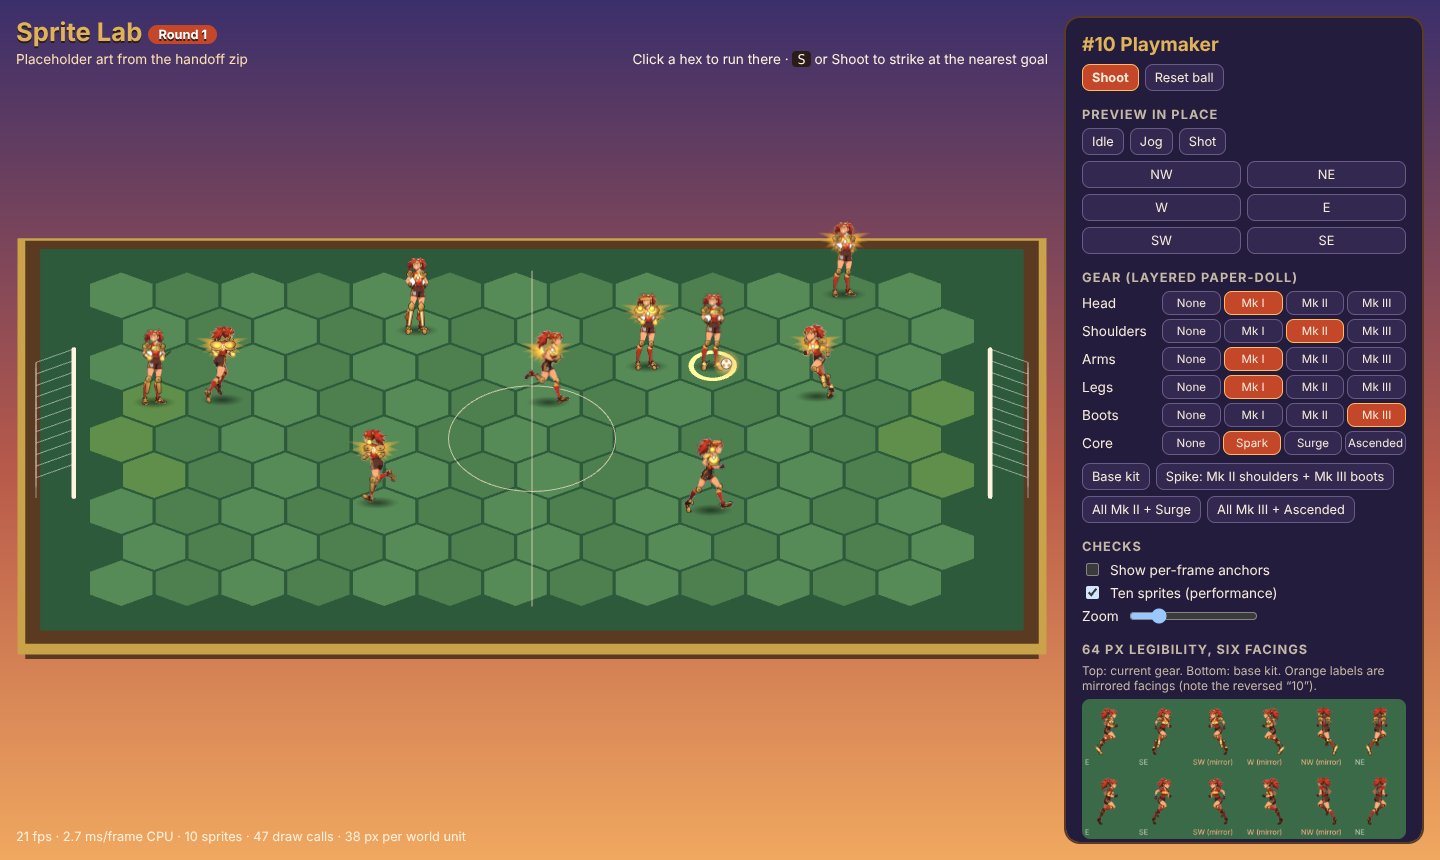 Sprite Lab Round 1
Placeholder art from the handoff zip
Click a hex to run there · S or Shoot to strike at the nearest goal
21 fps · 2.7 ms/frame CPU · 10 sprites · 47 draw calls · 38 px per world unit
#10 Playmaker
Shoot Reset ball
PREVIEW IN PLACE
Idle Jog Shot
NW NE
W E
SW SE
GEAR (LAYERED PAPER-DOLL)
Head None Mk I Mk II Mk III
Shoulders None Mk I Mk II Mk III
Arms None Mk I Mk II Mk III
Legs None Mk I Mk II Mk III
Boots None Mk I Mk II Mk III
Core None Spark Surge Ascended
Base kit Spike: Mk II shoulders + Mk III boots
All Mk II + Surge All Mk III + Ascended
CHECKS
Show per-frame anchors
Ten sprites (performance)
Zoom
64 PX LEGIBILITY, SIX FACINGS
Top: current gear. Bottom: base kit. Orange labels are
mirrored facings (note the reversed “10”).
E SE SW (mirror) W (mirror) NW (mirror) NE
E SE SW (mirror) W (mirror) NW (mirror) NE